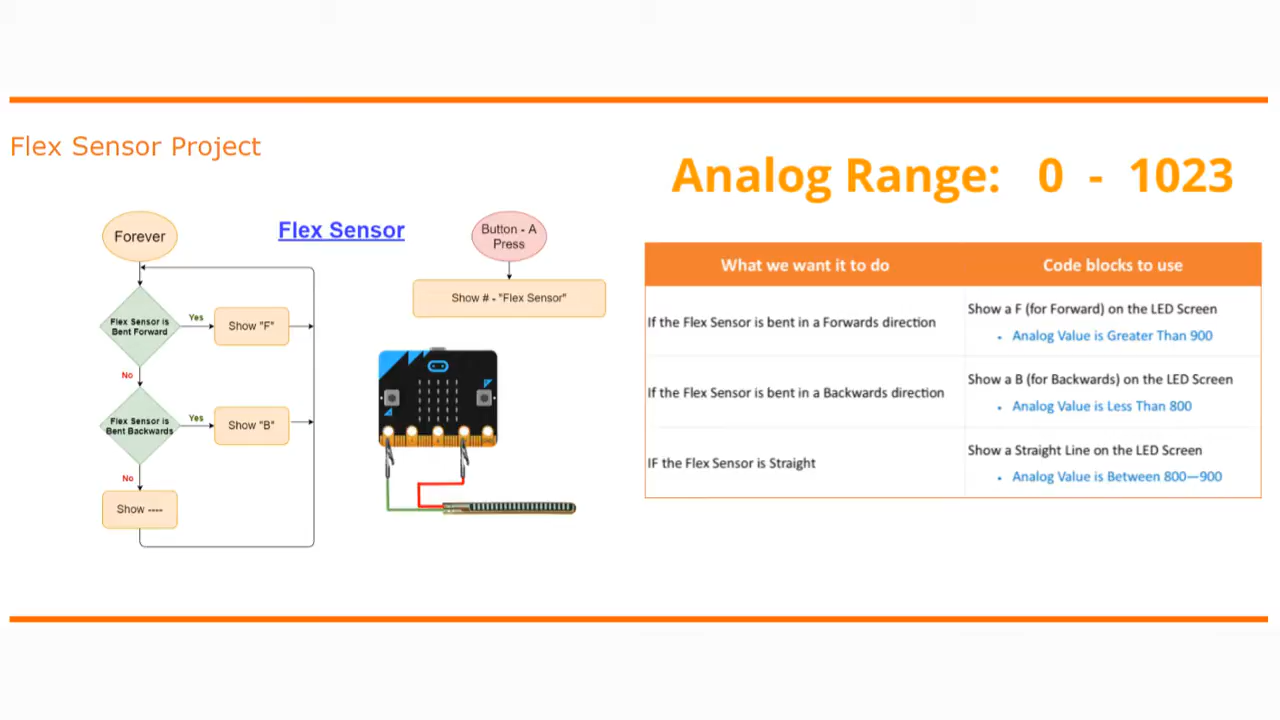 Flex Sensor Project
Analog Range: 0 - 1023
Forever
Flex Sensor is
Bent Forward
Yes
Show "F"
No
Flex Sensor is
Bent Backwards
Yes
Show "B"
No
Show ----
Flex Sensor
Button - A
Press
Show # - "Flex Sensor"
What we want it to do
Code blocks to use
If the Flex Sensor is bent in a Forwards direction
Show a F (for Forward) on the LED Screen
• Analog Value is Greater Than 900
If the Flex Sensor is bent in a Backwards direction
Show a B (for Backwards) on the LED Screen
• Analog Value is Less Than 800
IF the Flex Sensor is Straight
Show a Straight Line on the LED Screen
• Analog Value is Between 800—900